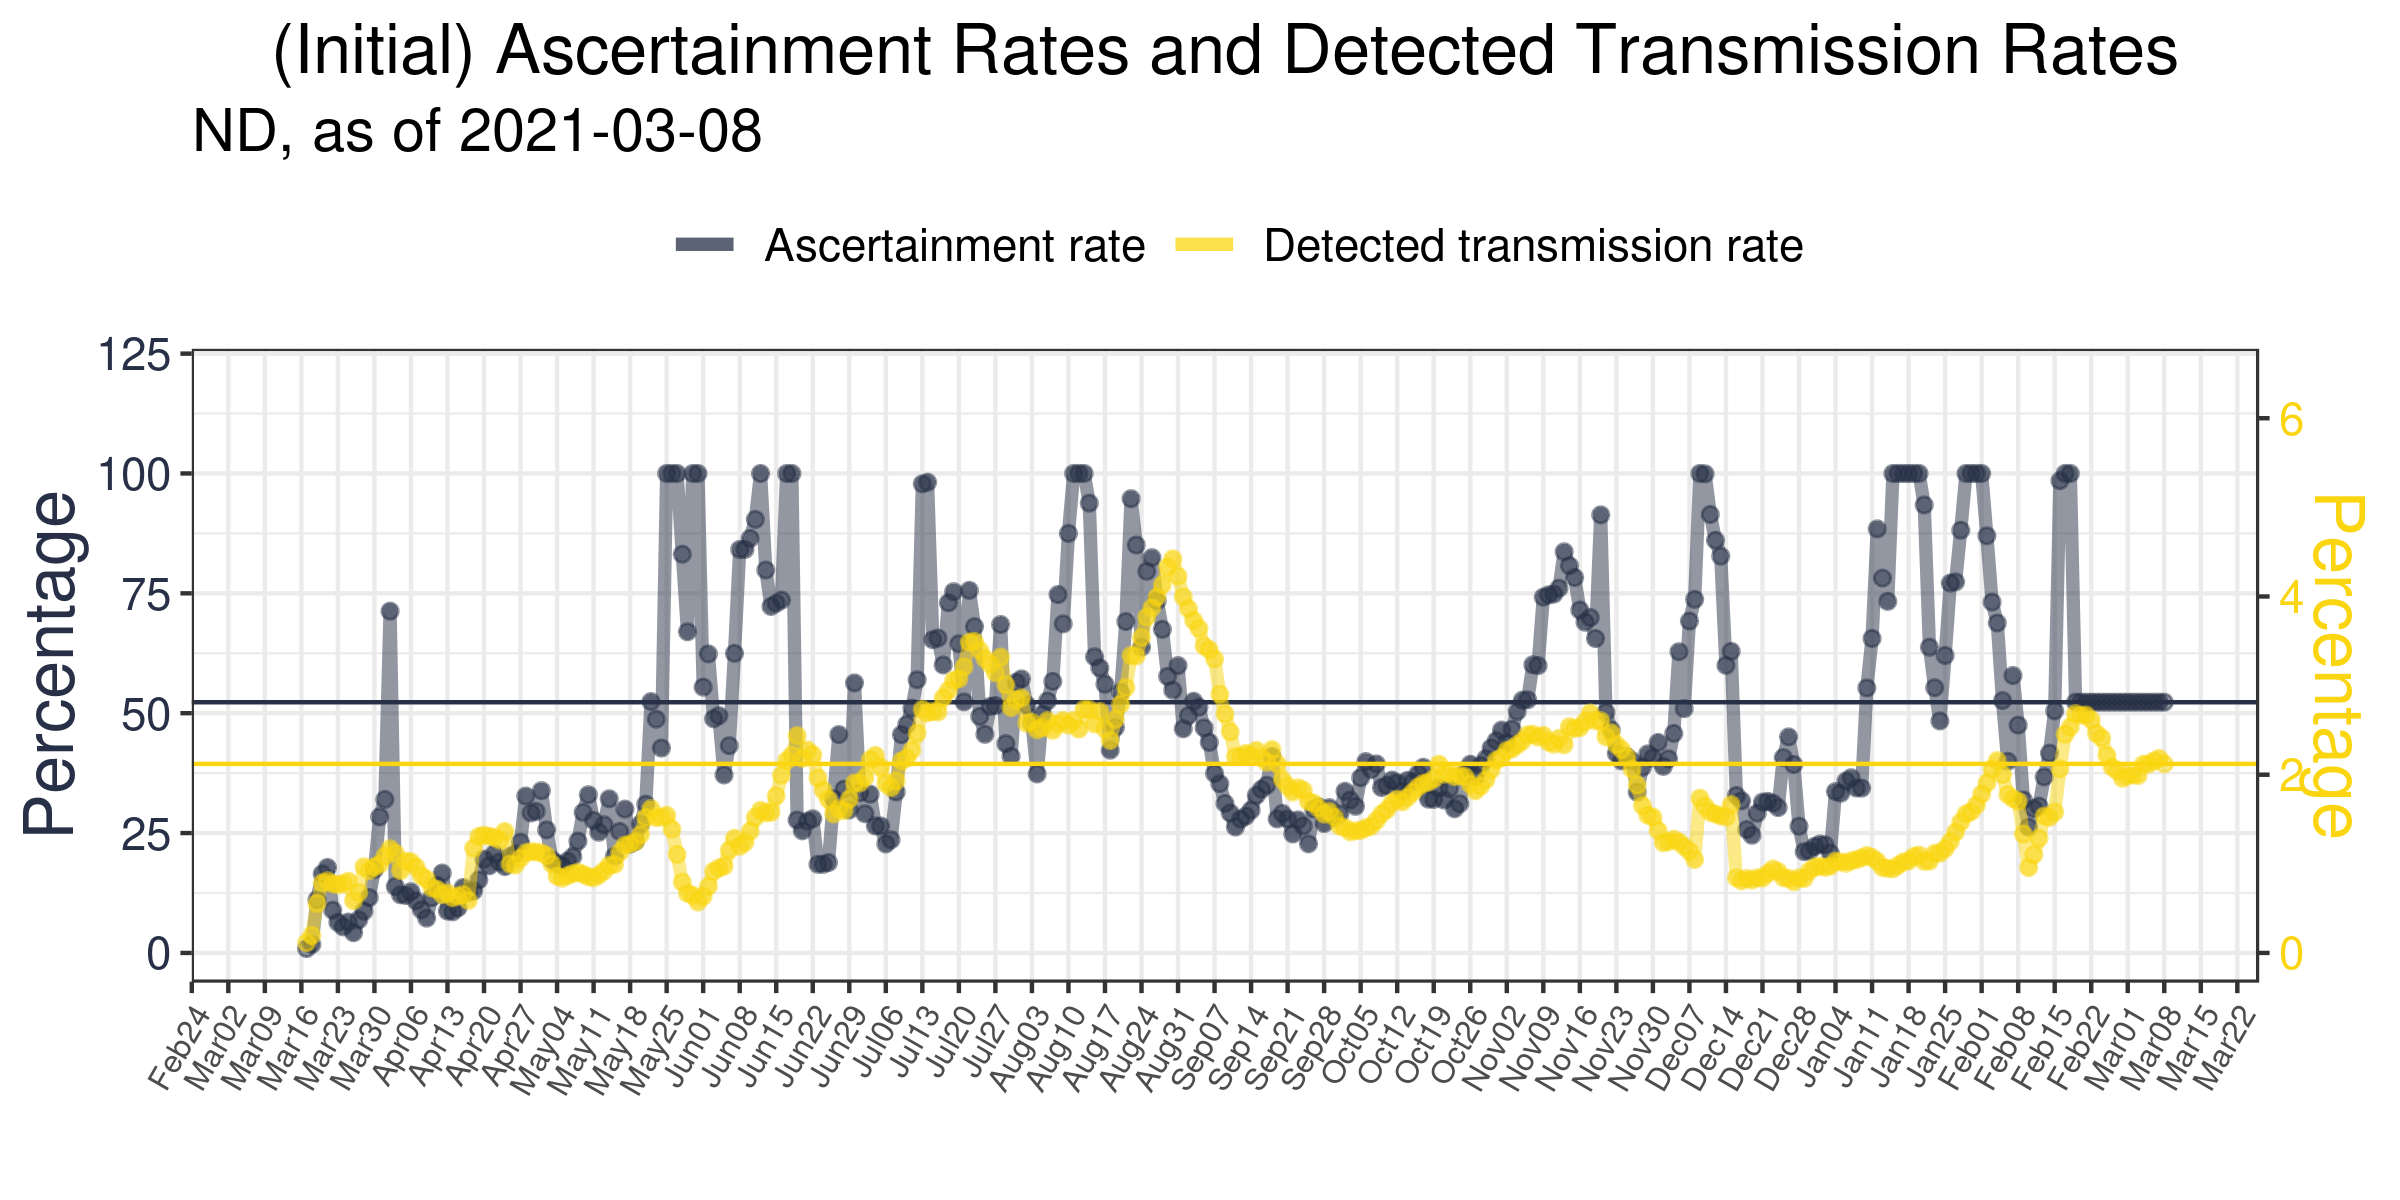 (Initial) Ascertainment Rates and Detected Transmission Rates
ND, as of 2021-03-08
Ascertainment rate
Detected transmission rate
Percentage
125
100
75
50
25
0
6
4
2
0
Percentage
Feb24
Mar02
Mar09
Mar16
Mar23
Mar30
Apr06
Apr13
Apr20
Apr27
May04
May11
May18
May25
Jun01
Jun08
Jun15
Jun22
Jun29
Jul06
Jul13
Jul20
Jul27
Aug03
Aug10
Aug17
Aug24
Aug31
Sep07
Sep14
Sep21
Sep28
Oct05
Oct12
Oct19
Oct26
Nov02
Nov09
Nov16
Nov23
Nov30
Dec07
Dec14
Dec21
Dec28
Jan04
Jan11
Jan18
Jan25
Feb01
Feb08
Feb15
Feb22
Mar01
Mar08
Mar15
Mar22